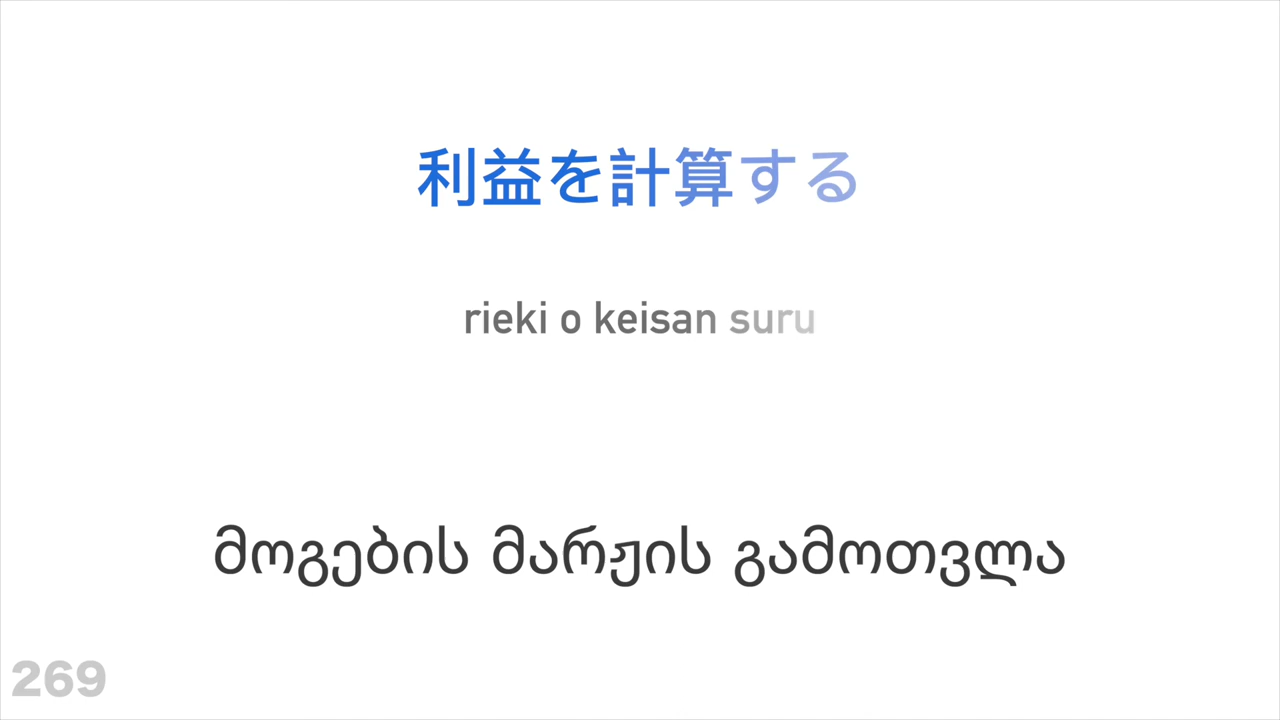 利益を計算する
rieki o keisan suru
მოგების მარჟის გამოთვლა
269